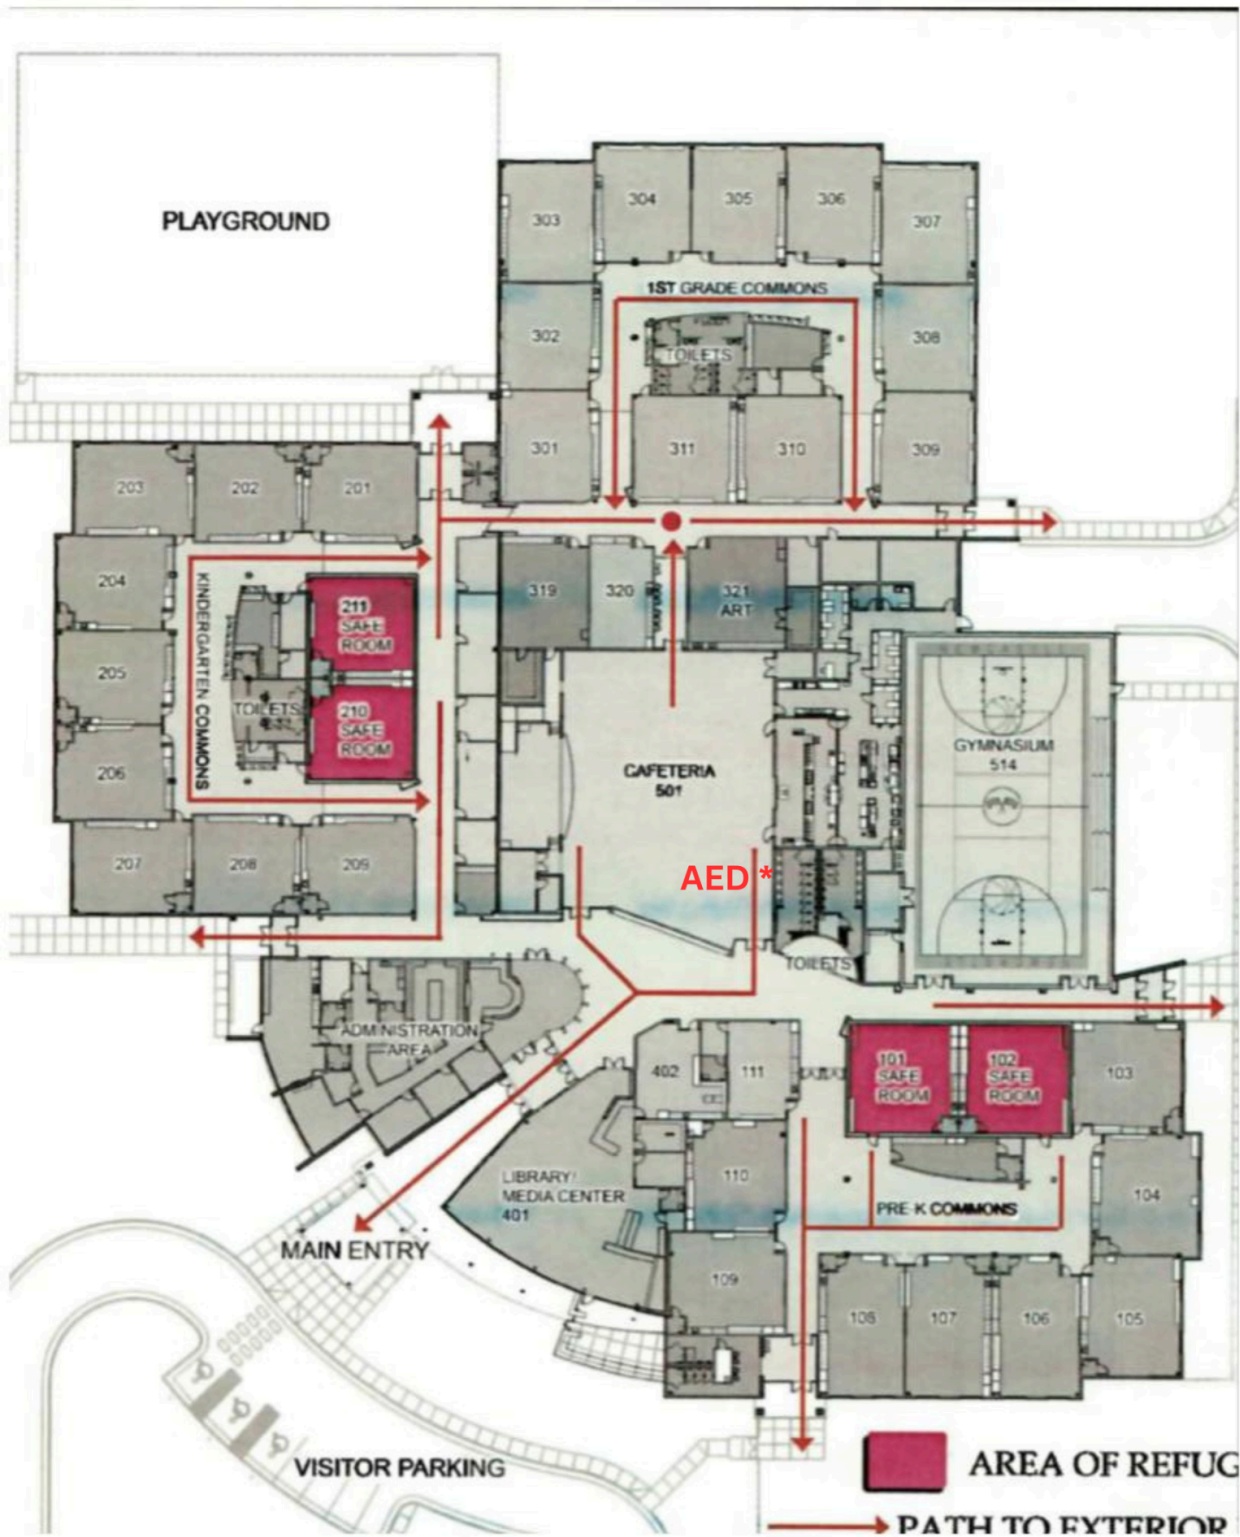 304
305
306
303
307
PLAYGROUND
1ST GRADE COMMONS
302
308
TOILETS
301
311
310
309
203
202
201
204
KINDERGARTEN COMMONS
211
SAFE
ROOM
319
320
321
ART
205
TOILETS
210
SAFE
ROOM
206
CAFETERIA
501
NEWCASTLE
GYMNASIUM
514
207
208
209
AED *
TOILETS
ADMINISTRATION
AREA
402
111
101
SAFE
ROOM
102
SAFE
ROOM
103
LIBRARY/
MEDIA CENTER
401
110
104
PRE-K COMMONS
MAIN ENTRY
109
108
107
106
105
VISITOR PARKING
AREA OF REFUG
PATH TO EXTERIOR